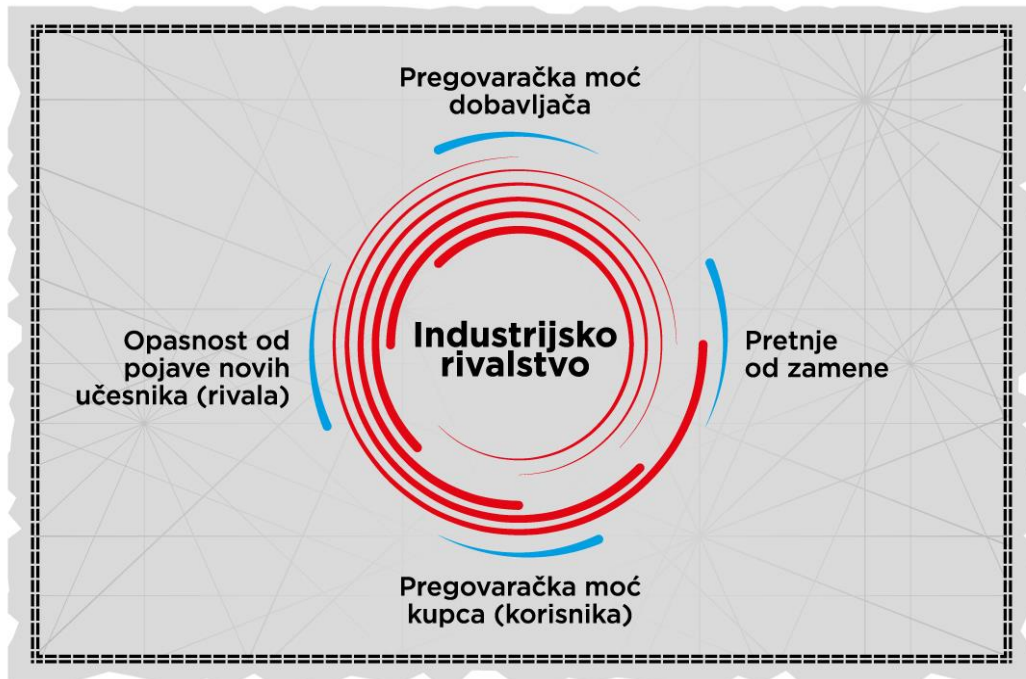 Pregovaračka moć
dobavljača
Opasnost od
pojave novih
učesnika (rivala)
Industrijsko
rivalstvo
Pretnje
od zamene
Pregovaračka moć
kupca (korisnika)